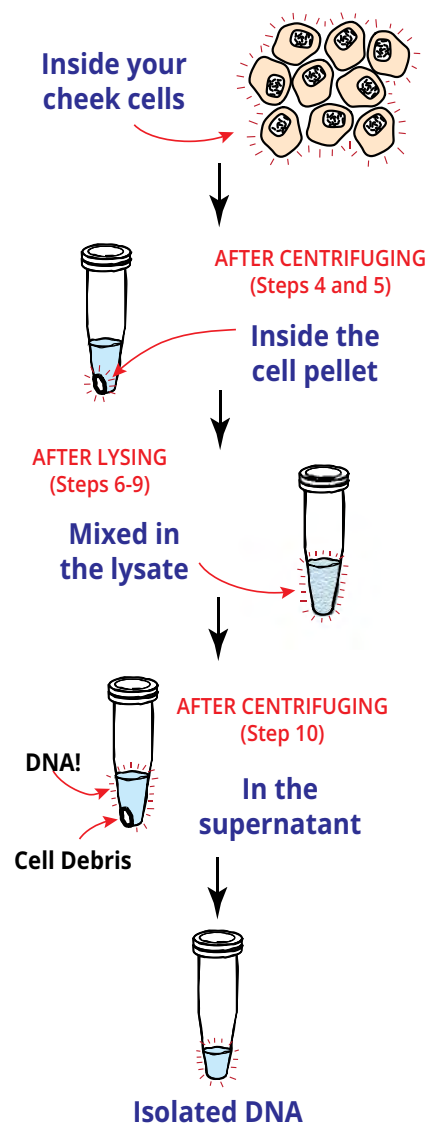 Inside your
cheek cells
AFTER CENTRIFUGING
(Steps 4 and 5)
Inside the
cell pellet
AFTER LYSING
(Steps 6-9)
Mixed in
the lysate
AFTER CENTRIFUGING
(Step 10)
DNA!
In the
supernatant
Cell Debris
Isolated DNA